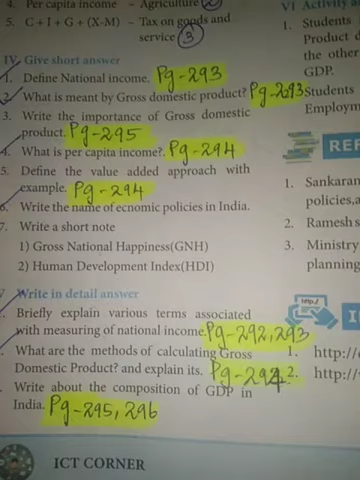 4. Per capita income - Agriculture
5. C + I + G + (X-M) - Tax on goods and
service 3
IV. Give short answer
1. Define National income. Pg-293
2. What is meant by Gross domestic product? Pg-293
3. Write the importance of Gross domestic
product. Pg-295
4. What is per capita income?. Pg-294
5. Define the value added approach with
example. Pg-294
6. Write the name of ecnomic policies in India.
7. Write a short note
1) Gross National Happiness(GNH)
2) Human Development Index(HDI)
V Write in detail answer
Briefly explain various terms associated
with measuring of national income. Pg-292,293
What are the methods of calculating Gross
Domestic Product? and explain its. Pg-294
Write about the composition of GDP in
India. Pg-295, 296
ICT CORNER
VI Activity a
1. Students
Product d
the other
GDP.
Students
Employm
REF
1. Sankaran
policies,a
2. Ramesh s
3. Ministry
planning
1. http:/
2. http:/